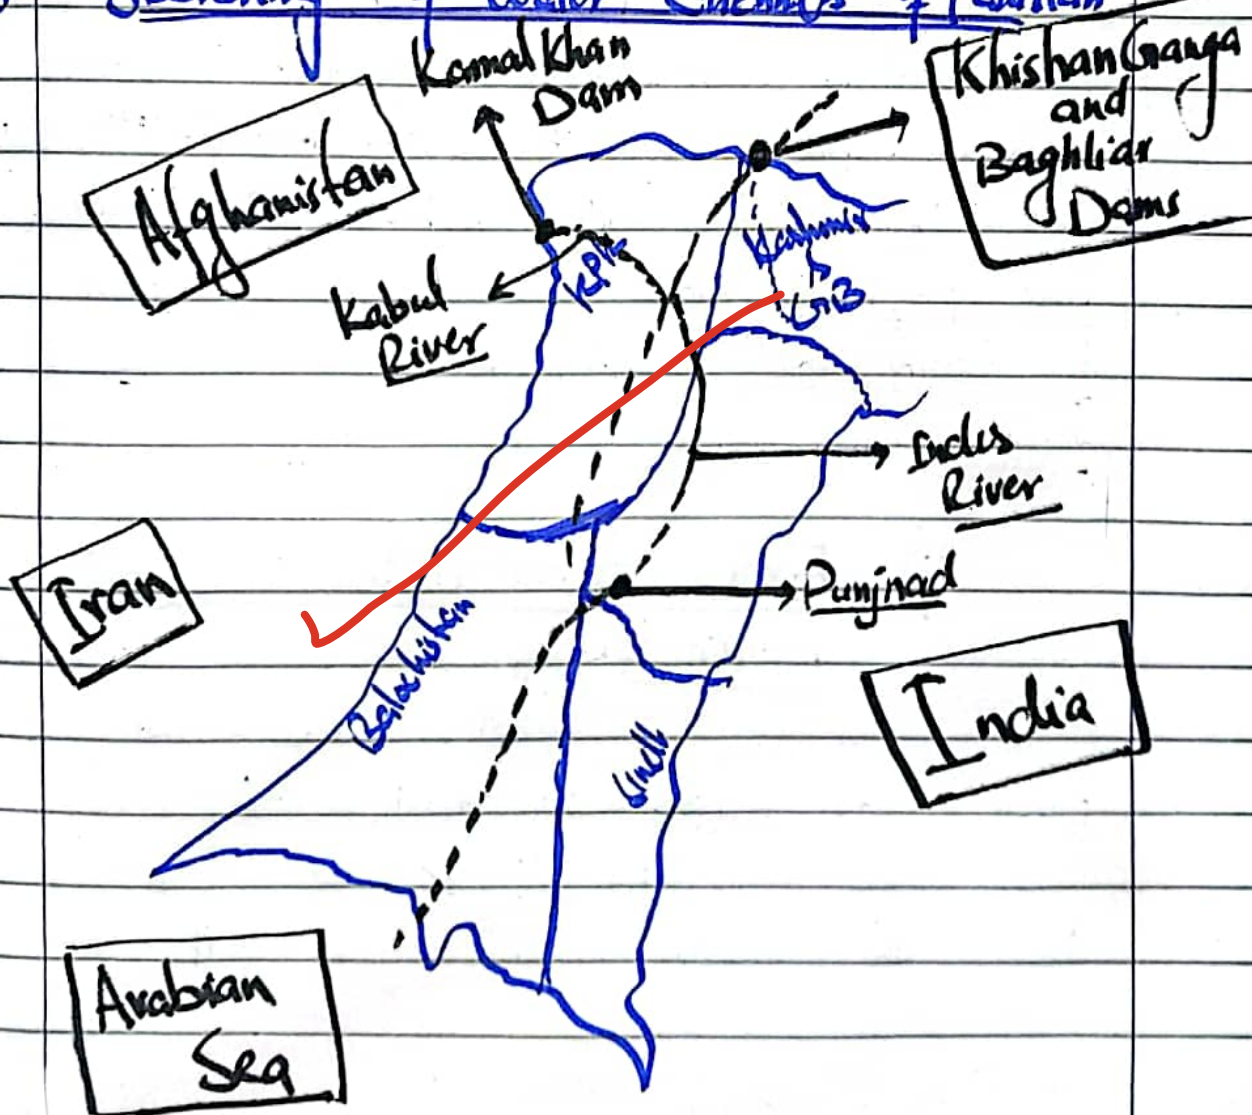 Kamal Khan
Dam
Khishan Ganga
and
Baghliar
Dams
Afghanistan
KPK
Kashmir
GB
Kabul
River
Indus
River
Iran
Punjnad
Balochistan
India
Sindh
Arabian
Sea